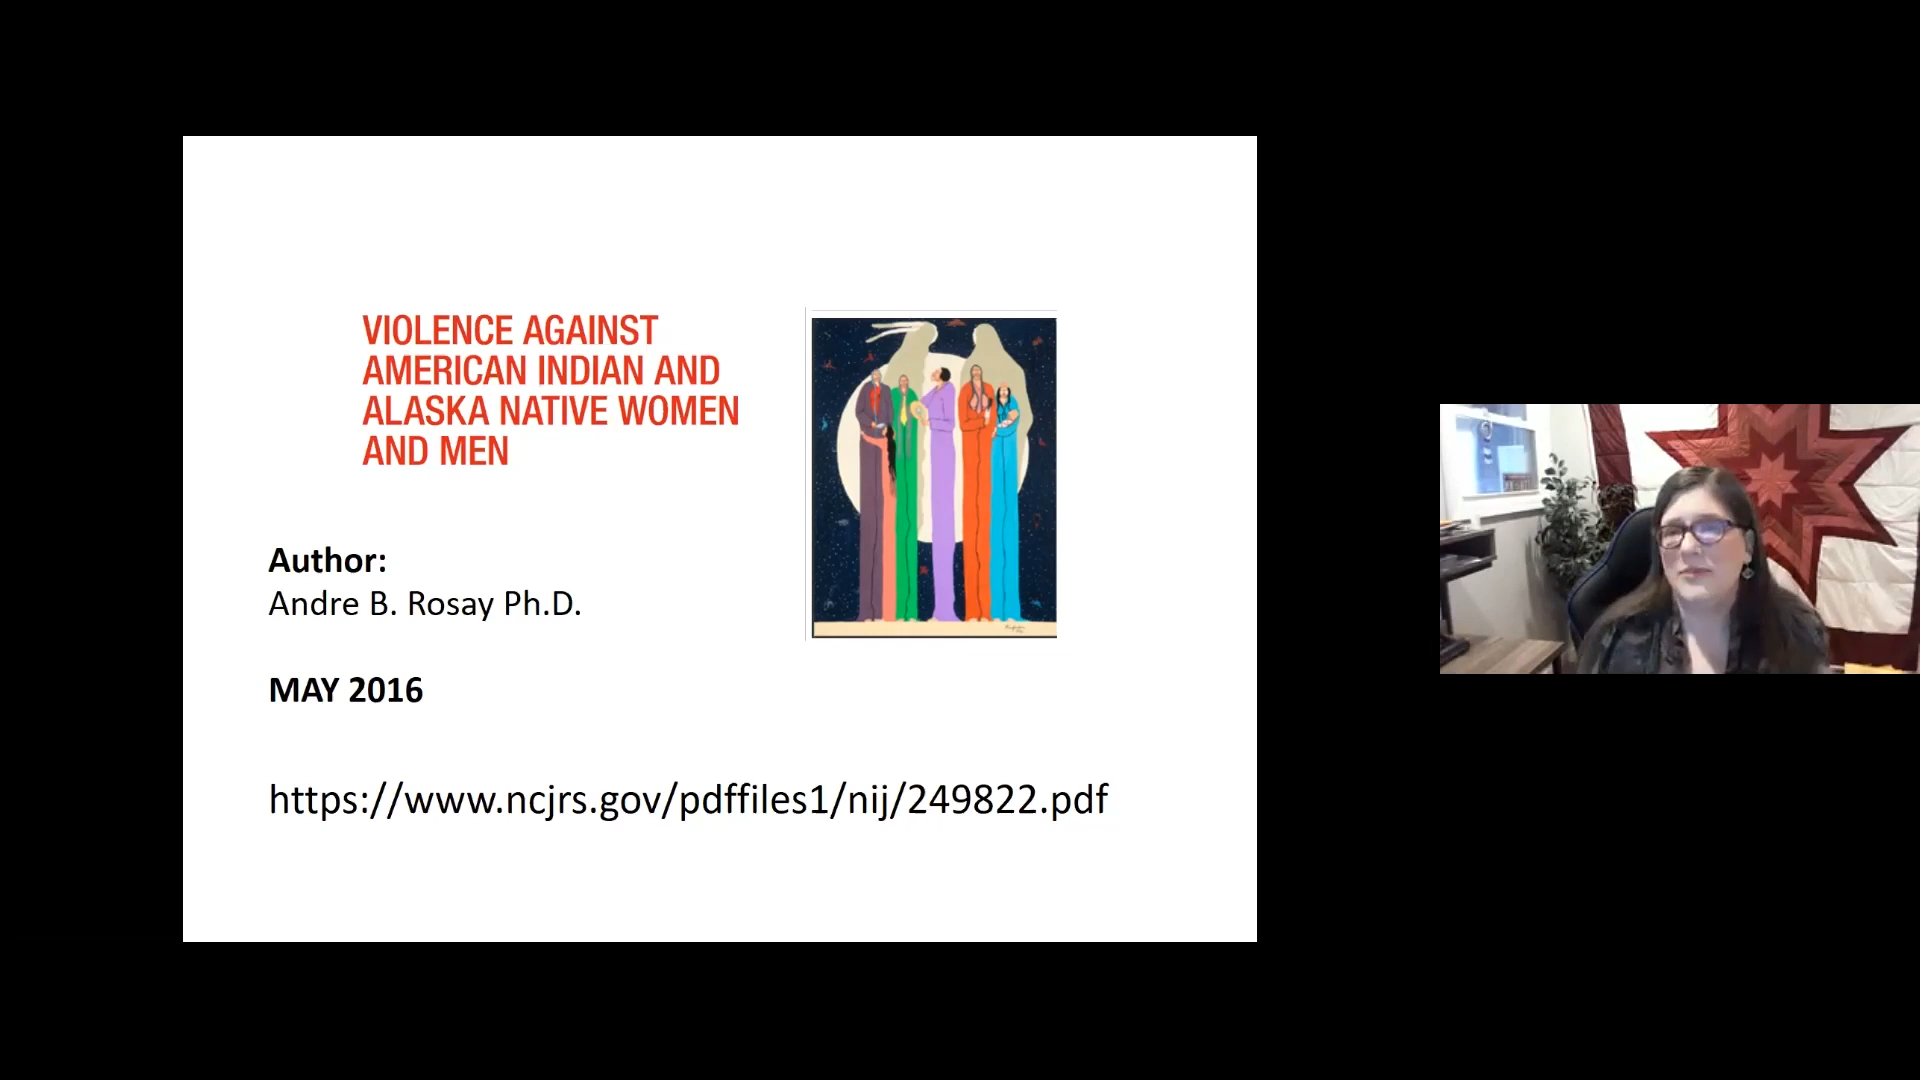 VIOLENCE AGAINST
AMERICAN INDIAN AND
ALASKA NATIVE WOMEN
AND MEN
Author:
Andre B. Rosay Ph.D.
MAY 2016
https://www.ncjrs.gov/pdffiles1/nij/249822.pdf